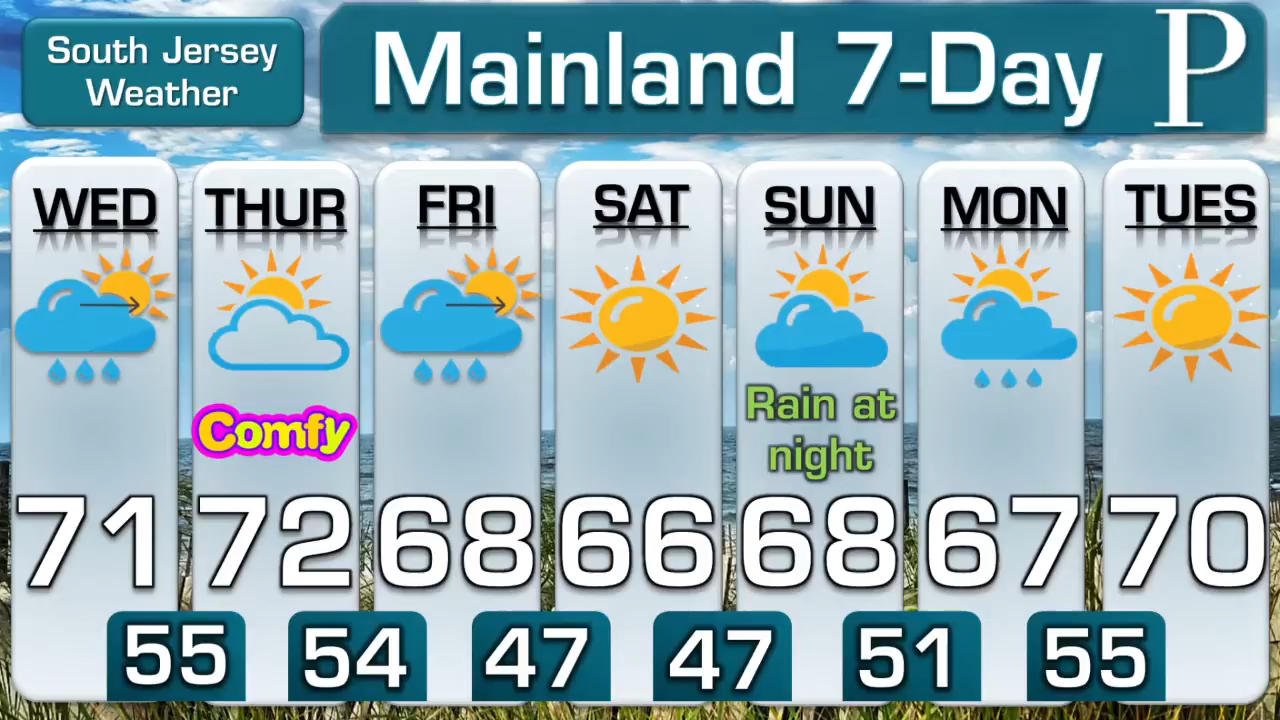 South Jersey
Weather
Mainland 7-Day
P
WED
THUR
FRI
SAT
SUN
MON
TUES
Comfy
Rain at
night
71
72
68
66
68
67
70
55
54
47
47
51
55